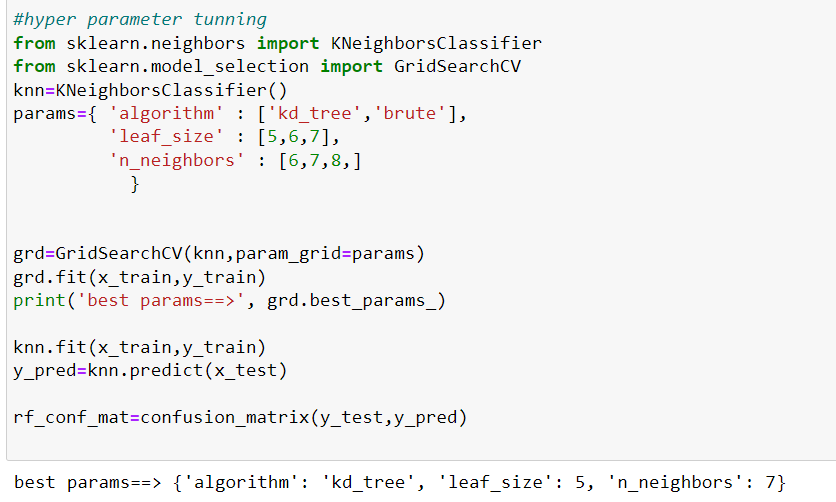 #hyper parameter tunning
from sklearn.neighbors import KNeighborsClassifier
from sklearn.model_selection import GridSearchCV
knn=KNeighborsClassifier()
params={ 'algorithm' : ['kd_tree','brute'],
'leaf_size' : [5,6,7],
'n_neighbors' : [6,7,8,]
}
grd=GridSearchCV(knn,param_grid=params)
grd.fit(x_train,y_train)
print('best params==>', grd.best_params_)
knn.fit(x_train,y_train)
y_pred=knn.predict(x_test)
rf_conf_mat=confusion_matrix(y_test,y_pred)
best params==> {'algorithm': 'kd_tree', 'leaf_size': 5, 'n_neighbors': 7}